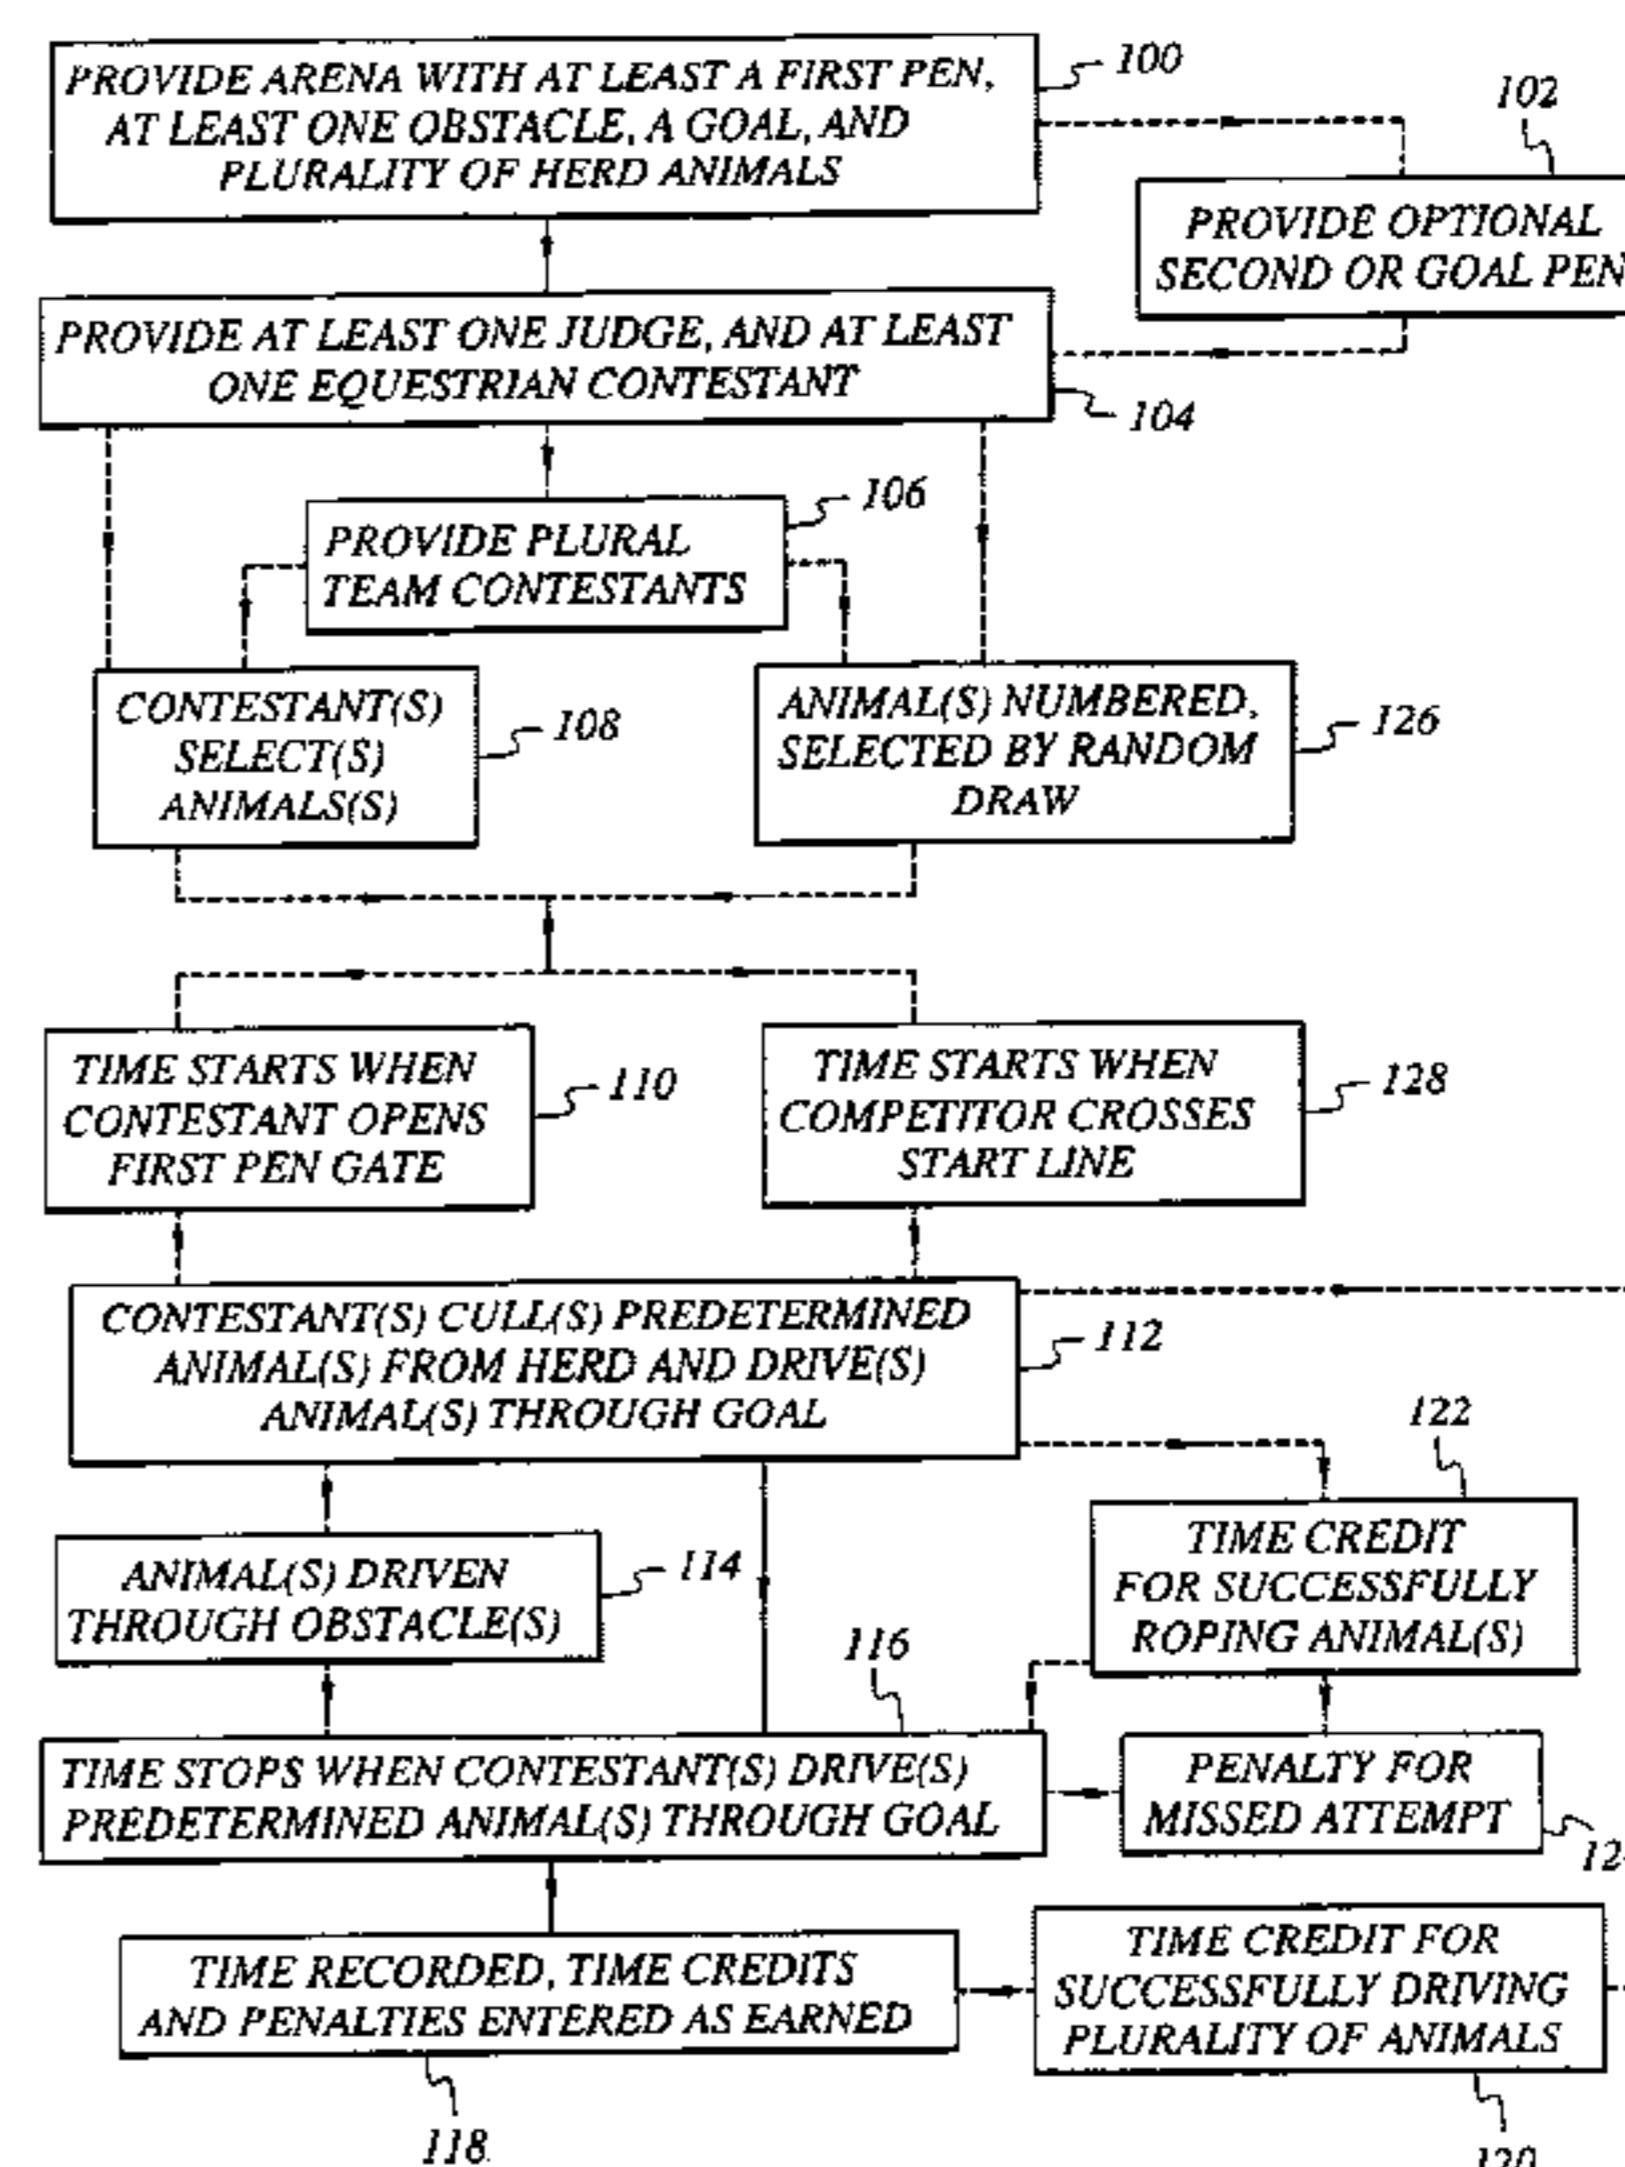 PROVIDE ARENA WITH AT LEAST A FIRST PEN,
AT LEAST ONE OBSTACLE, A GOAL, AND
PLURALITY OF HERD ANIMALS
100
102
PROVIDE OPTIONAL
SECOND OR GOAL PEN
PROVIDE AT LEAST ONE JUDGE, AND AT LEAST
ONE EQUESTRIAN CONTESTANT
104
106
PROVIDE PLURAL
TEAM CONTESTANTS
CONTESTANT(S)
SELECT(S)
ANIMALS(S)
108
ANIMAL(S) NUMBERED,
SELECTED BY RANDOM
DRAW
126
TIME STARTS WHEN
CONTESTANT OPENS
FIRST PEN GATE
110
TIME STARTS WHEN
COMPETITOR CROSSES
START LINE
128
CONTESTANT(S) CULL(S) PREDETERMINED
ANIMAL(S) FROM HERD AND DRIVE(S)
ANIMAL(S) THROUGH GOAL
112
122
TIME CREDIT
FOR SUCCESSFULLY
ROPING ANIMAL(S)
ANIMAL(S) DRIVEN
THROUGH OBSTACLE(S)
114
116
TIME STOPS WHEN CONTESTANT(S) DRIVE(S)
PREDETERMINED ANIMAL(S) THROUGH GOAL
PENALTY FOR
MISSED ATTEMPT
TIME RECORDED, TIME CREDITS
AND PENALTIES ENTERED AS EARNED
118
TIME CREDIT FOR
SUCCESSFULLY DRIVING
PLURALITY OF ANIMALS
120